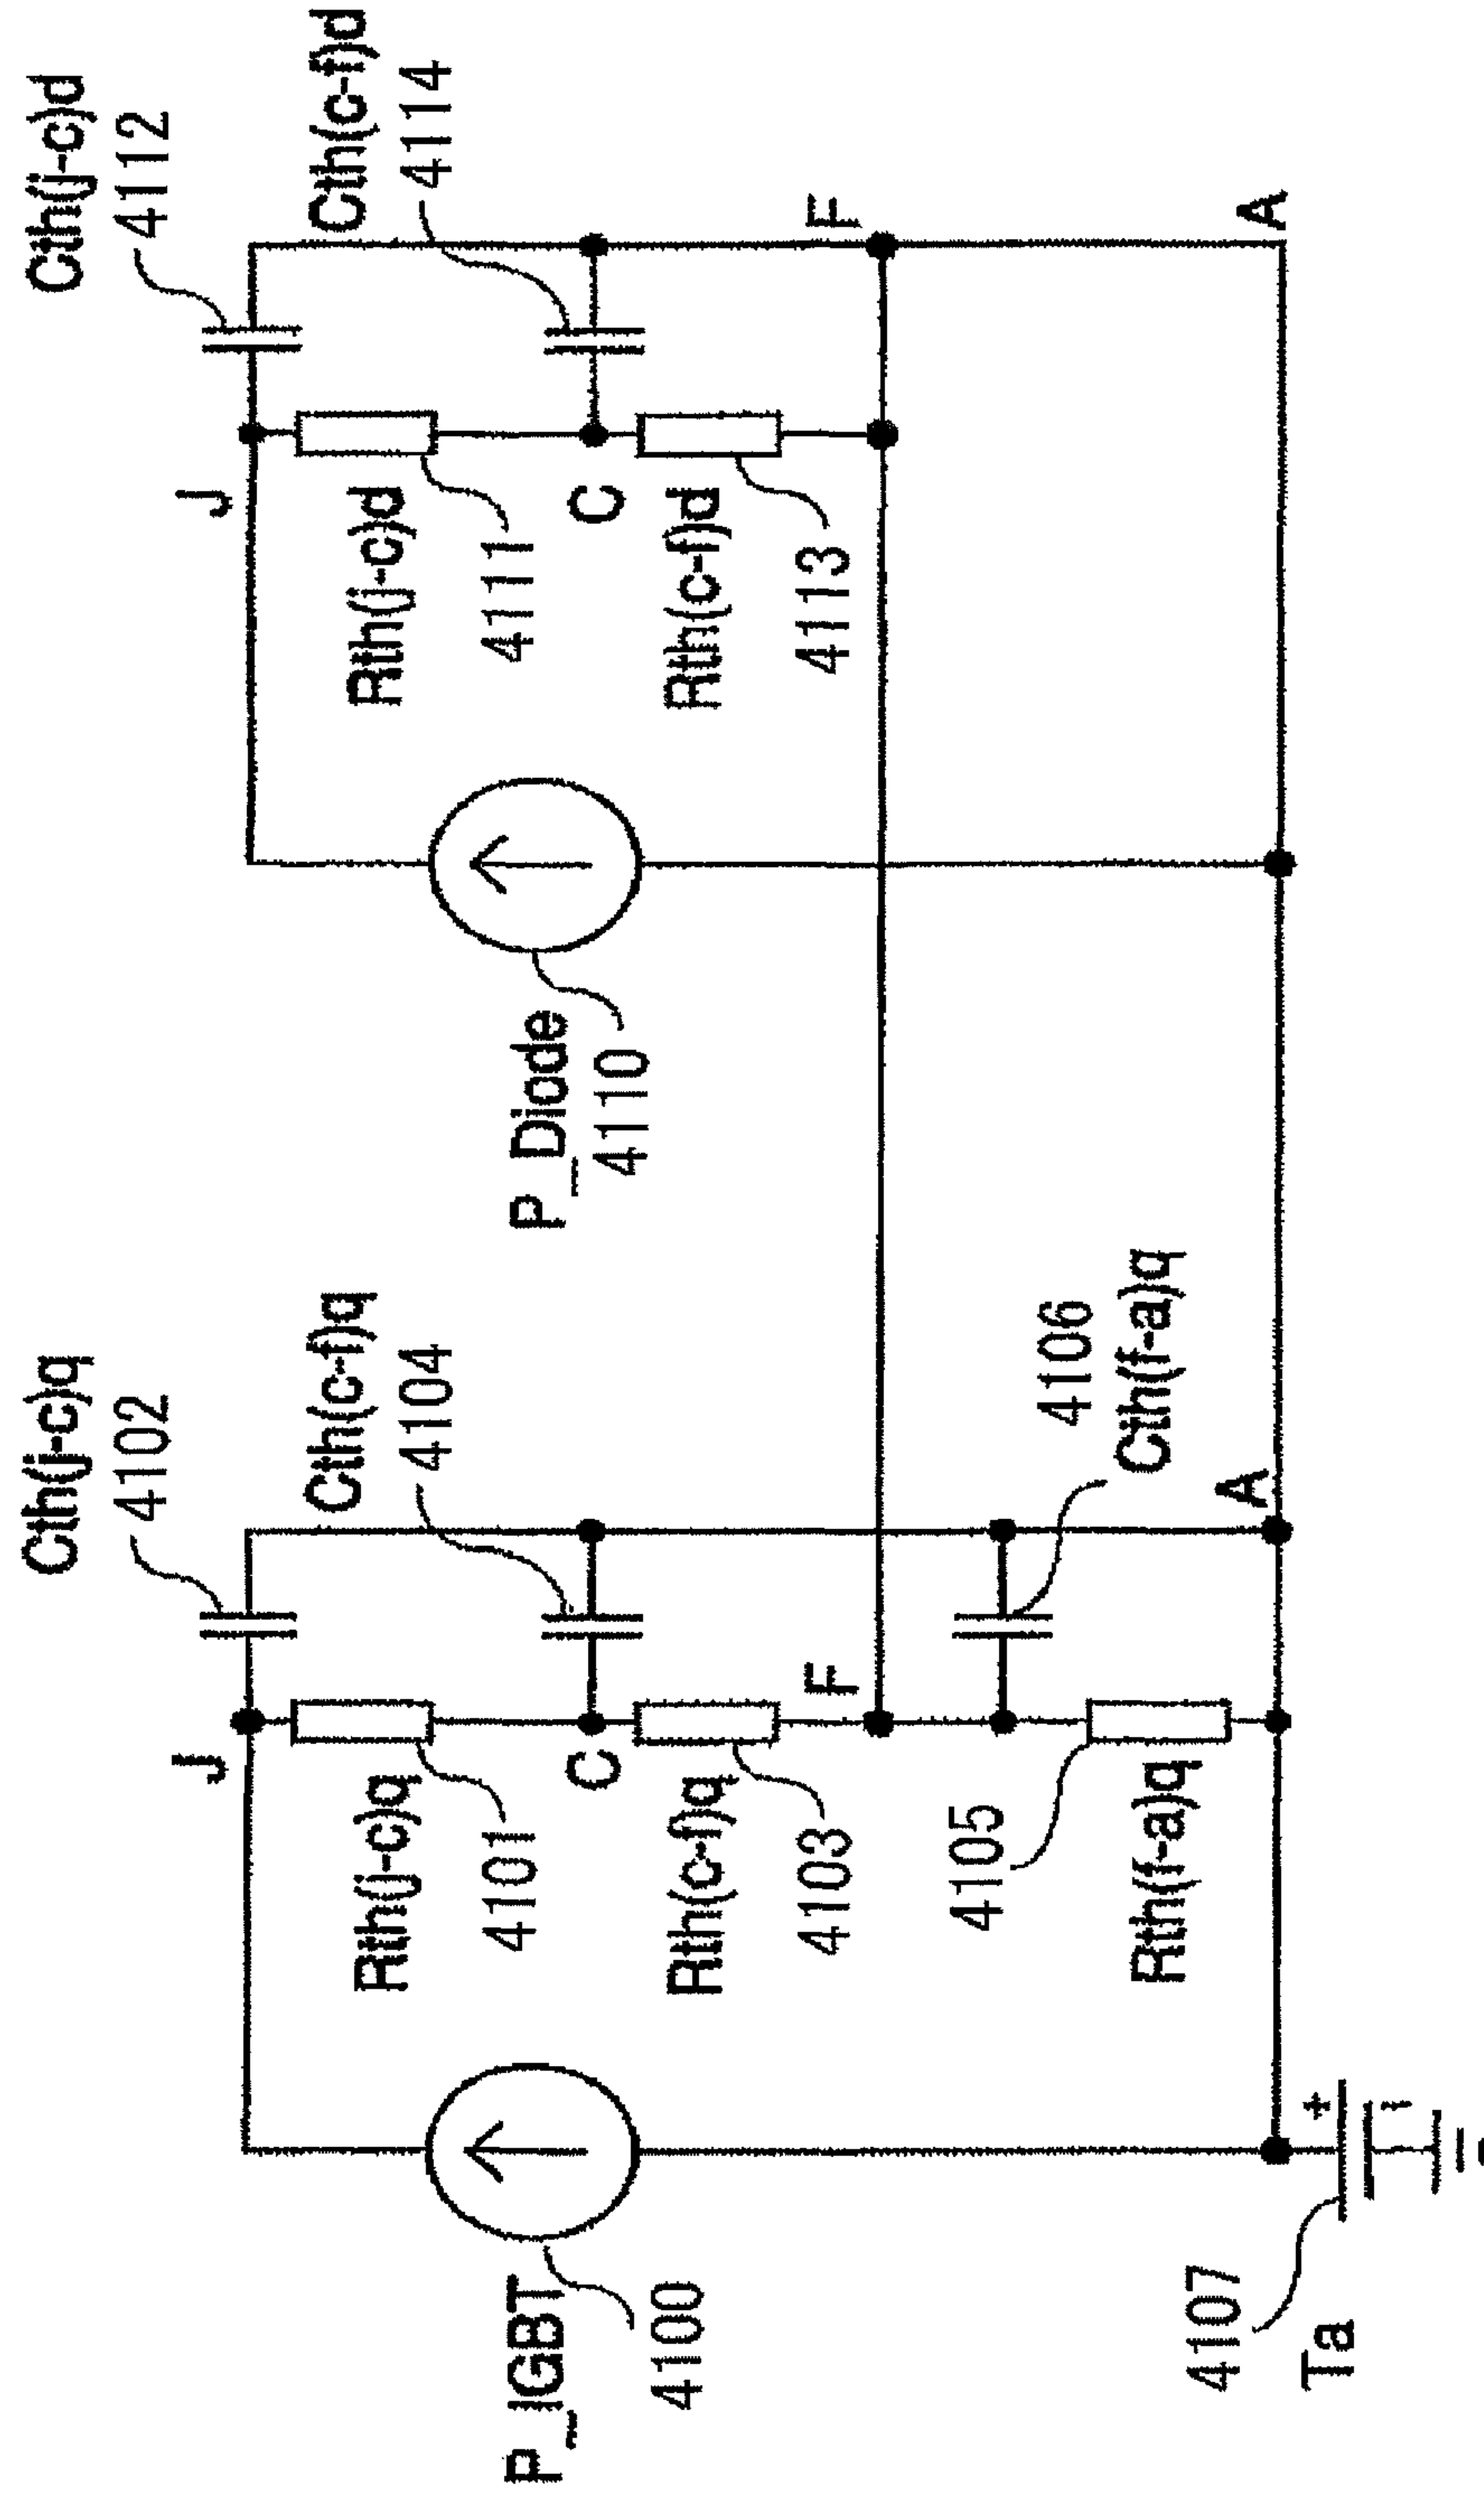 Cth(j-c)q
4102
Cth(c-f)q
4104
J
Rth(j-c)q
4101
C
Rth(c-f)q
4103
F
P_IGBT
4100
4105
Rth(f-a)q
4106
Cth(f-a)q
A
4107
Ta
+
-
Cth(j-c)d
4112
Cth(c-f)d
4114
J
Rth(j-c)d
4111
C
Rth(c-f)d
4113
F
P_Diode
4110
A